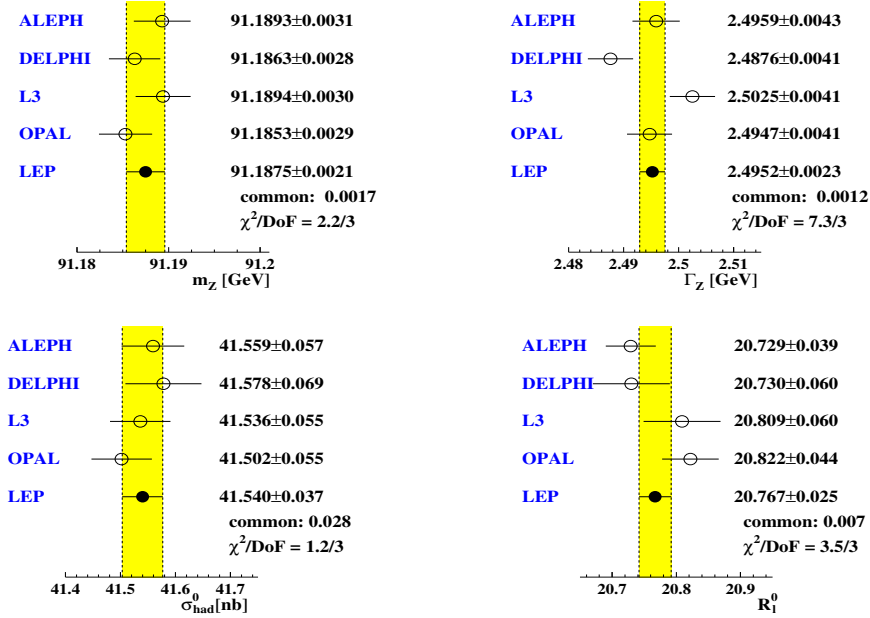 ALEPH 91.1893±0.0031
DELPHI 91.1863±0.0028
L3 91.1894±0.0030
OPAL 91.1853±0.0029
LEP 91.1875±0.0021
common: 0.0017
χ²/DoF = 2.2/3
91.18 91.19 91.2
m_Z [GeV]
ALEPH 2.4959±0.0043
DELPHI 2.4876±0.0041
L3 2.5025±0.0041
OPAL 2.4947±0.0041
LEP 2.4952±0.0023
common: 0.0012
χ²/DoF = 7.3/3
2.48 2.49 2.5 2.51
Γ_Z [GeV]
ALEPH 41.559±0.057
DELPHI 41.578±0.069
L3 41.536±0.055
OPAL 41.502±0.055
LEP 41.540±0.037
common: 0.028
χ²/DoF = 1.2/3
41.4 41.5 41.6 41.7
σ⁰_had [nb]
ALEPH 20.729±0.039
DELPHI 20.730±0.060
L3 20.809±0.060
OPAL 20.822±0.044
LEP 20.767±0.025
common: 0.007
χ²/DoF = 3.5/3
20.7 20.8 20.9
R⁰_l